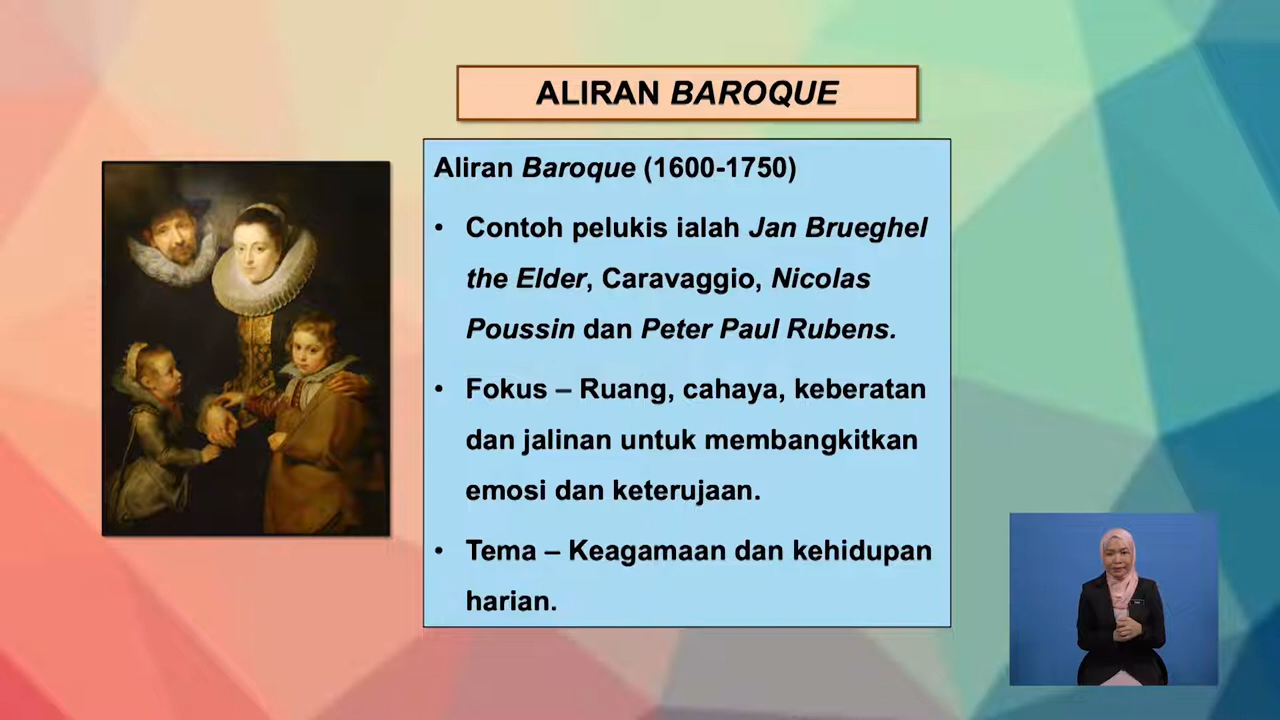 ALIRAN BAROQUE
Aliran Baroque (1600-1750)
• Contoh pelukis ialah Jan Brueghel
the Elder, Caravaggio, Nicolas
Poussin dan Peter Paul Rubens.
• Fokus – Ruang, cahaya, keberatan
dan jalinan untuk membangkitkan
emosi dan keterujaan.
• Tema – Keagamaan dan kehidupan
harian.